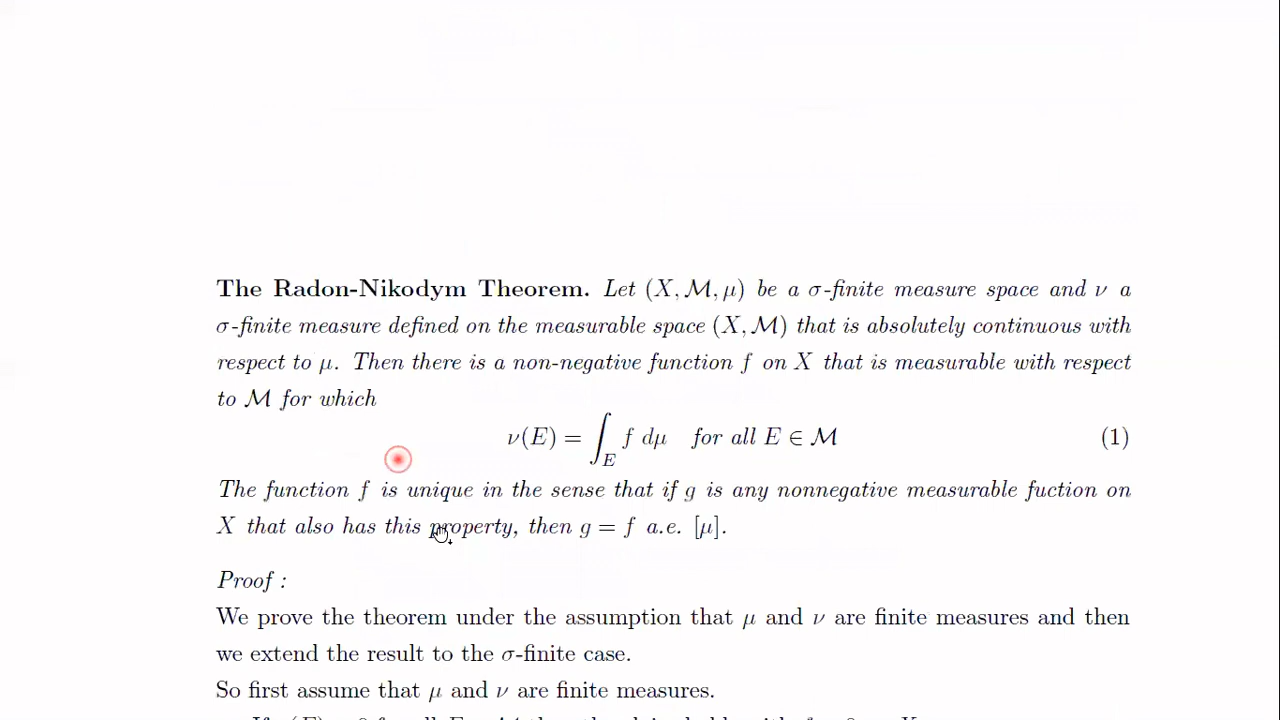 The Radon-Nikodym Theorem. Let (X, ℳ, μ) be a σ-finite measure space and ν a
σ-finite measure defined on the measurable space (X, ℳ) that is absolutely continuous with
respect to μ. Then there is a non-negative function f on X that is measurable with respect
to ℳ for which
ν(E) = ∫_E f dμ for all E ∈ ℳ (1)
The function f is unique in the sense that if g is any nonnegative measurable fuction on
X that also has this property, then g = f a.e. [μ].
Proof :
We prove the theorem under the assumption that μ and ν are finite measures and then
we extend the result to the σ-finite case.
So first assume that μ and ν are finite measures.